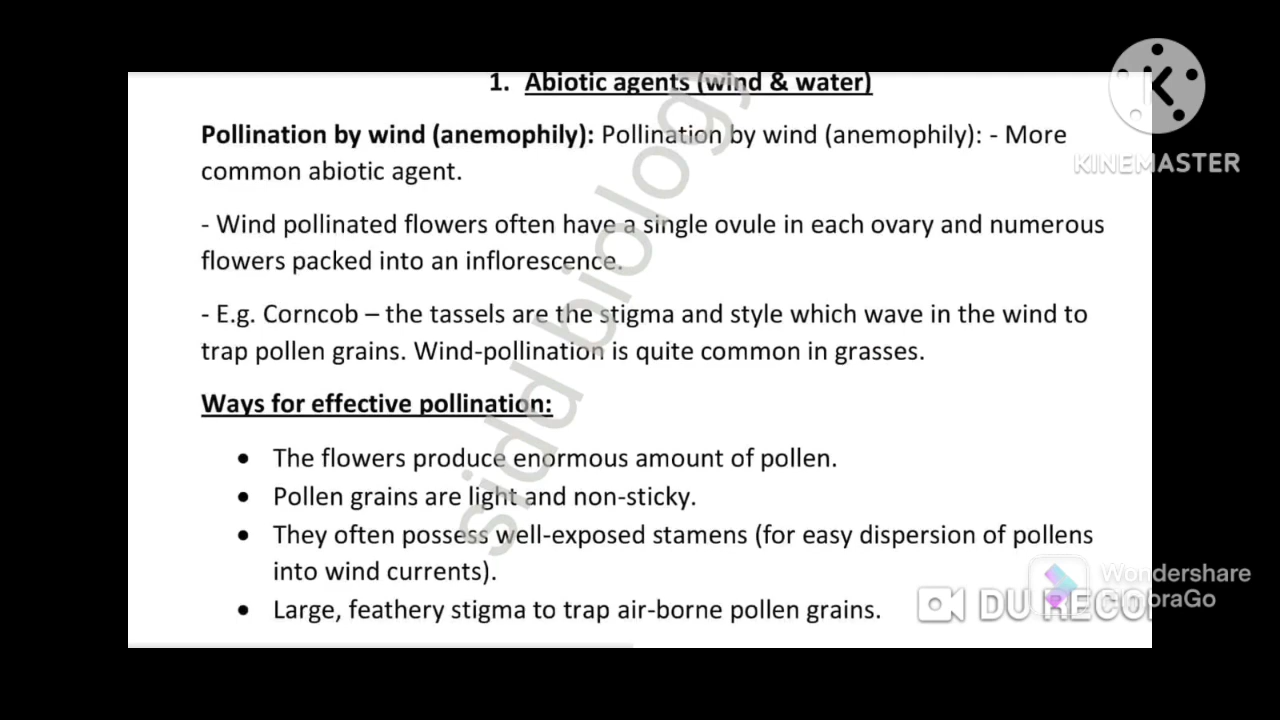 1. Abiotic agents (wind & water)
Pollination by wind (anemophily): Pollination by wind (anemophily): - More
common abiotic agent.
- Wind pollinated flowers often have a single ovule in each ovary and numerous
flowers packed into an inflorescence.
- E.g. Corncob – the tassels are the stigma and style which wave in the wind to
trap pollen grains. Wind-pollination is quite common in grasses.
Ways for effective pollination:
• The flowers produce enormous amount of pollen.
• Pollen grains are light and non-sticky.
• They often possess well-exposed stamens (for easy dispersion of pollens
into wind currents).
• Large, feathery stigma to trap air-borne pollen grains.
sidd biology
K
KINEMASTER
Wondershare
DU RECO